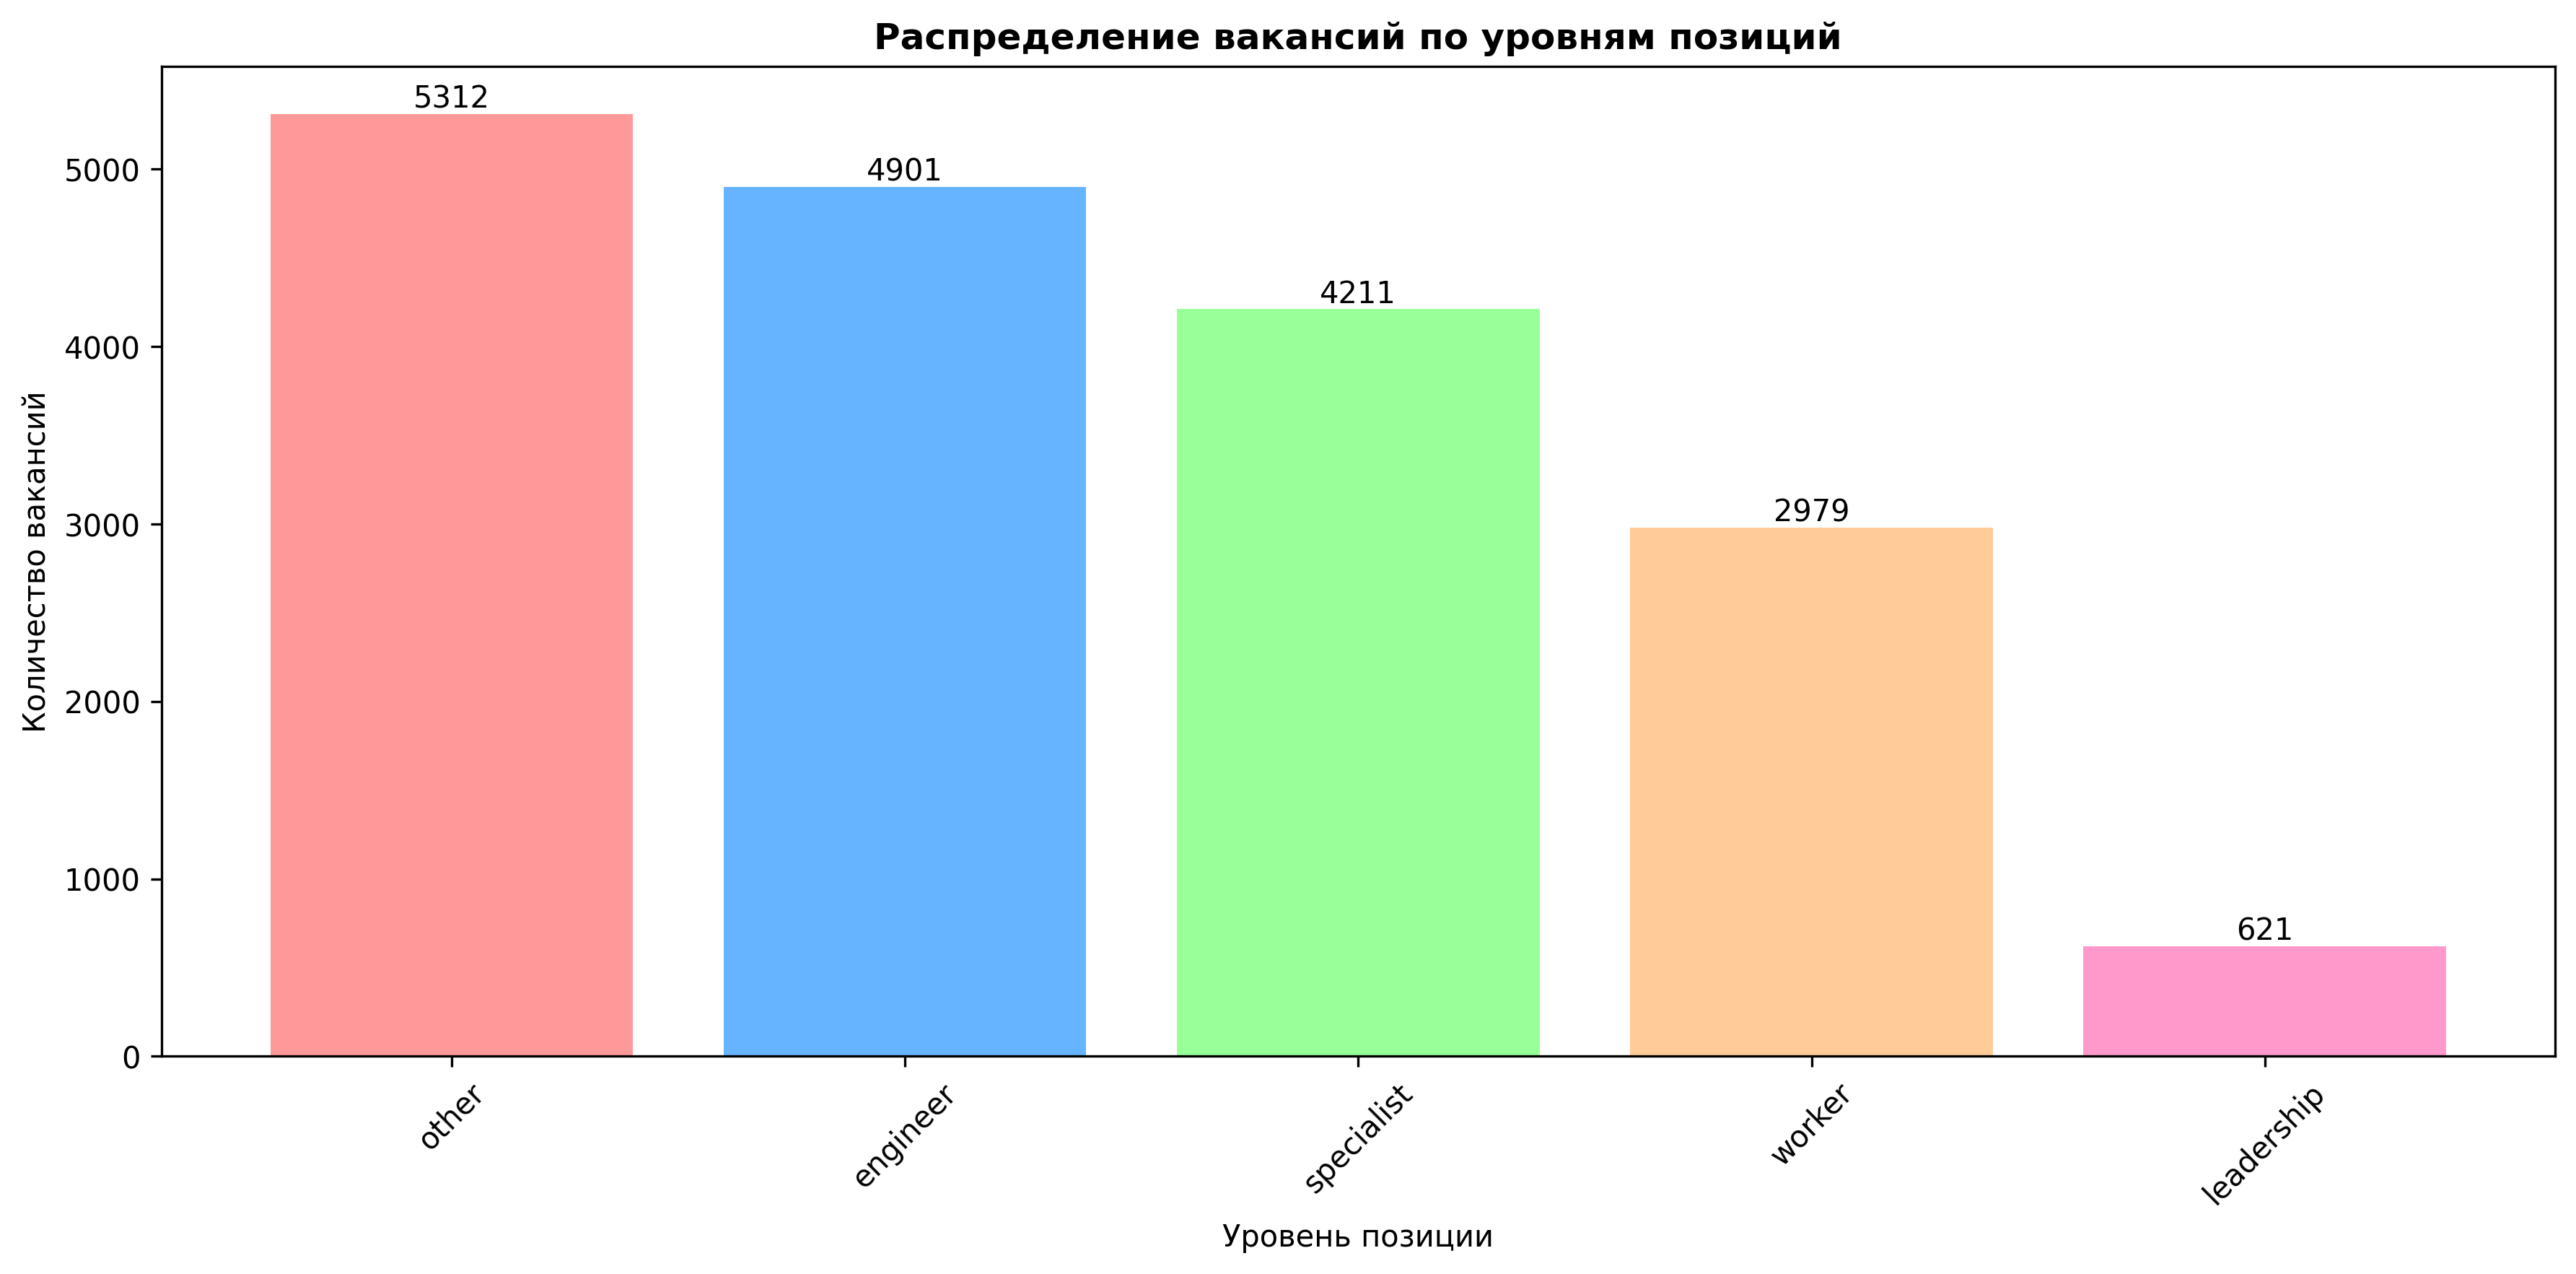 Распределение вакансий по уровням позиций
Количество вакансий
5000
4000
3000
2000
1000
0
5312
4901
4211
2979
621
other
engineer
specialist
worker
leadership
Уровень позиции